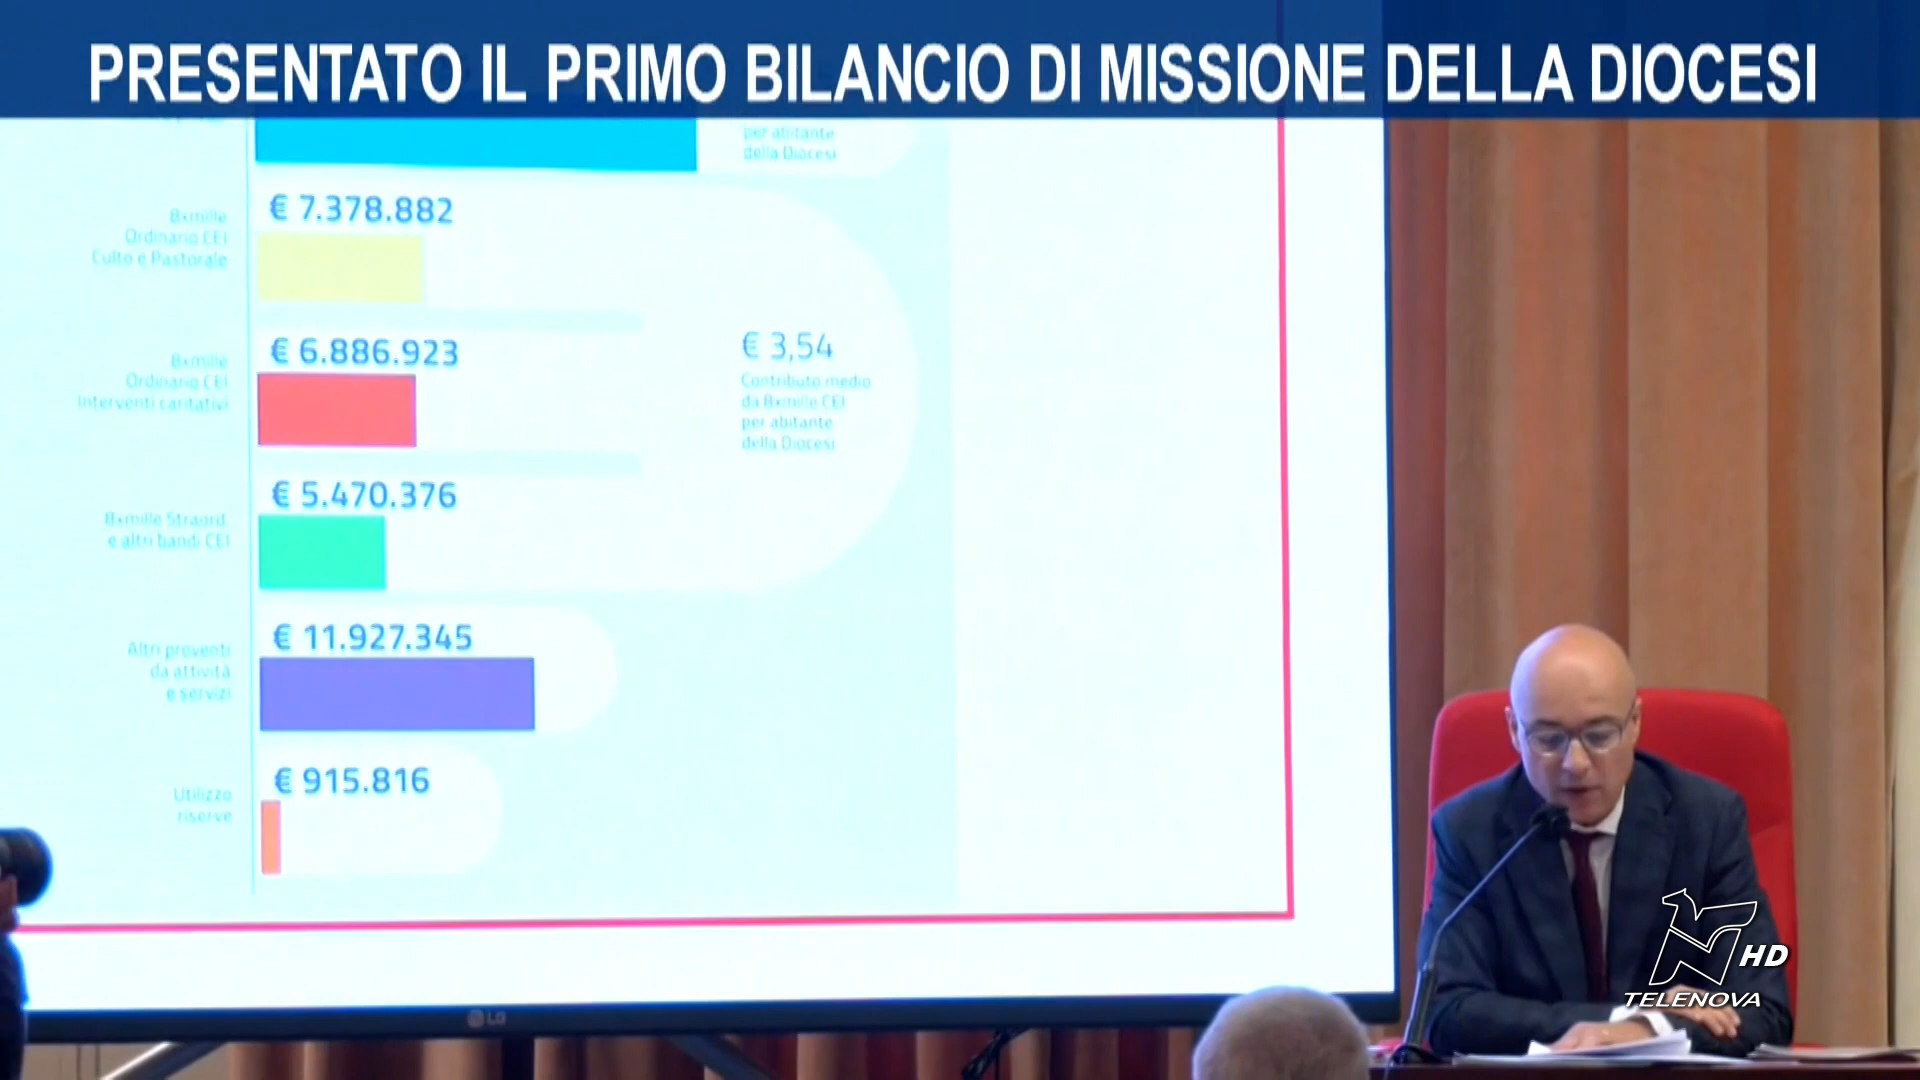 PRESENTATO IL PRIMO BILANCIO DI MISSIONE DELLA DIOCESI
per abitante
della Diocesi
8xmille
Ordinario CEI
Culto e Pastorale
€ 7.378.882
8xmille
Ordinario CEI
Interventi caritativi
€ 6.886.923
€ 3,54
Contributo medio
da 8xmille CEI
per abitante
della Diocesi
8xmille Straord.
e altri bandi CEI
€ 5.470.376
Altri proventi
da attività
e servizi
€ 11.927.345
Utilizzo
riserve
€ 915.816
LG
HD
TELENOVA